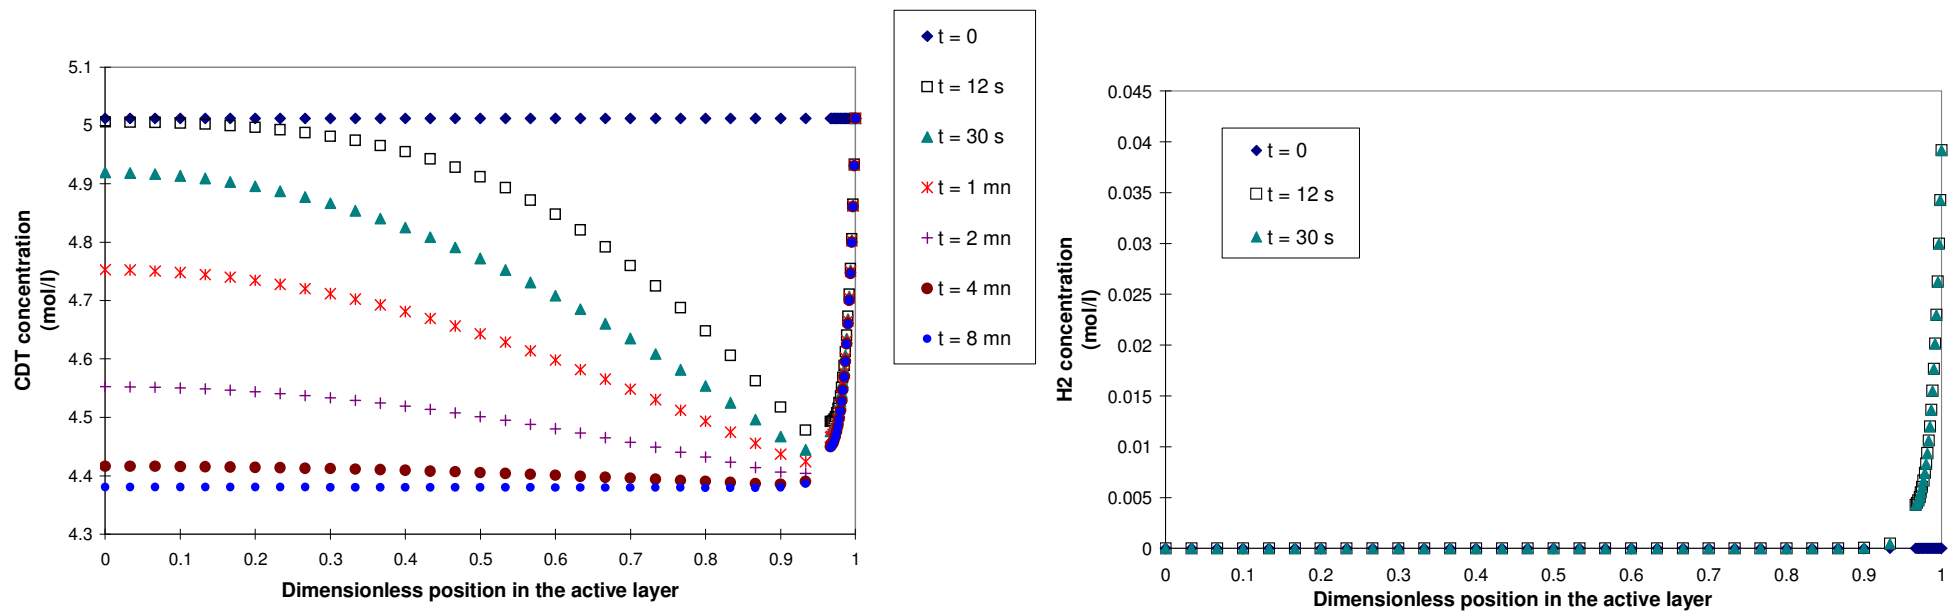 5.1
5
4.9
4.8
4.7
4.6
4.5
4.4
4.3
CDT concentration
(mol/l)
0 0.1 0.2 0.3 0.4 0.5 0.6 0.7 0.8 0.9 1
Dimensionless position in the active layer
t = 0
t = 12 s
t = 30 s
t = 1 mn
t = 2 mn
t = 4 mn
t = 8 mn
0.045
0.04
0.035
0.03
0.025
0.02
0.015
0.01
0.005
0
H2 concentration
(mol/l)
t = 0
t = 12 s
t = 30 s
0 0.1 0.2 0.3 0.4 0.5 0.6 0.7 0.8 0.9 1
Dimensionless position in the active layer